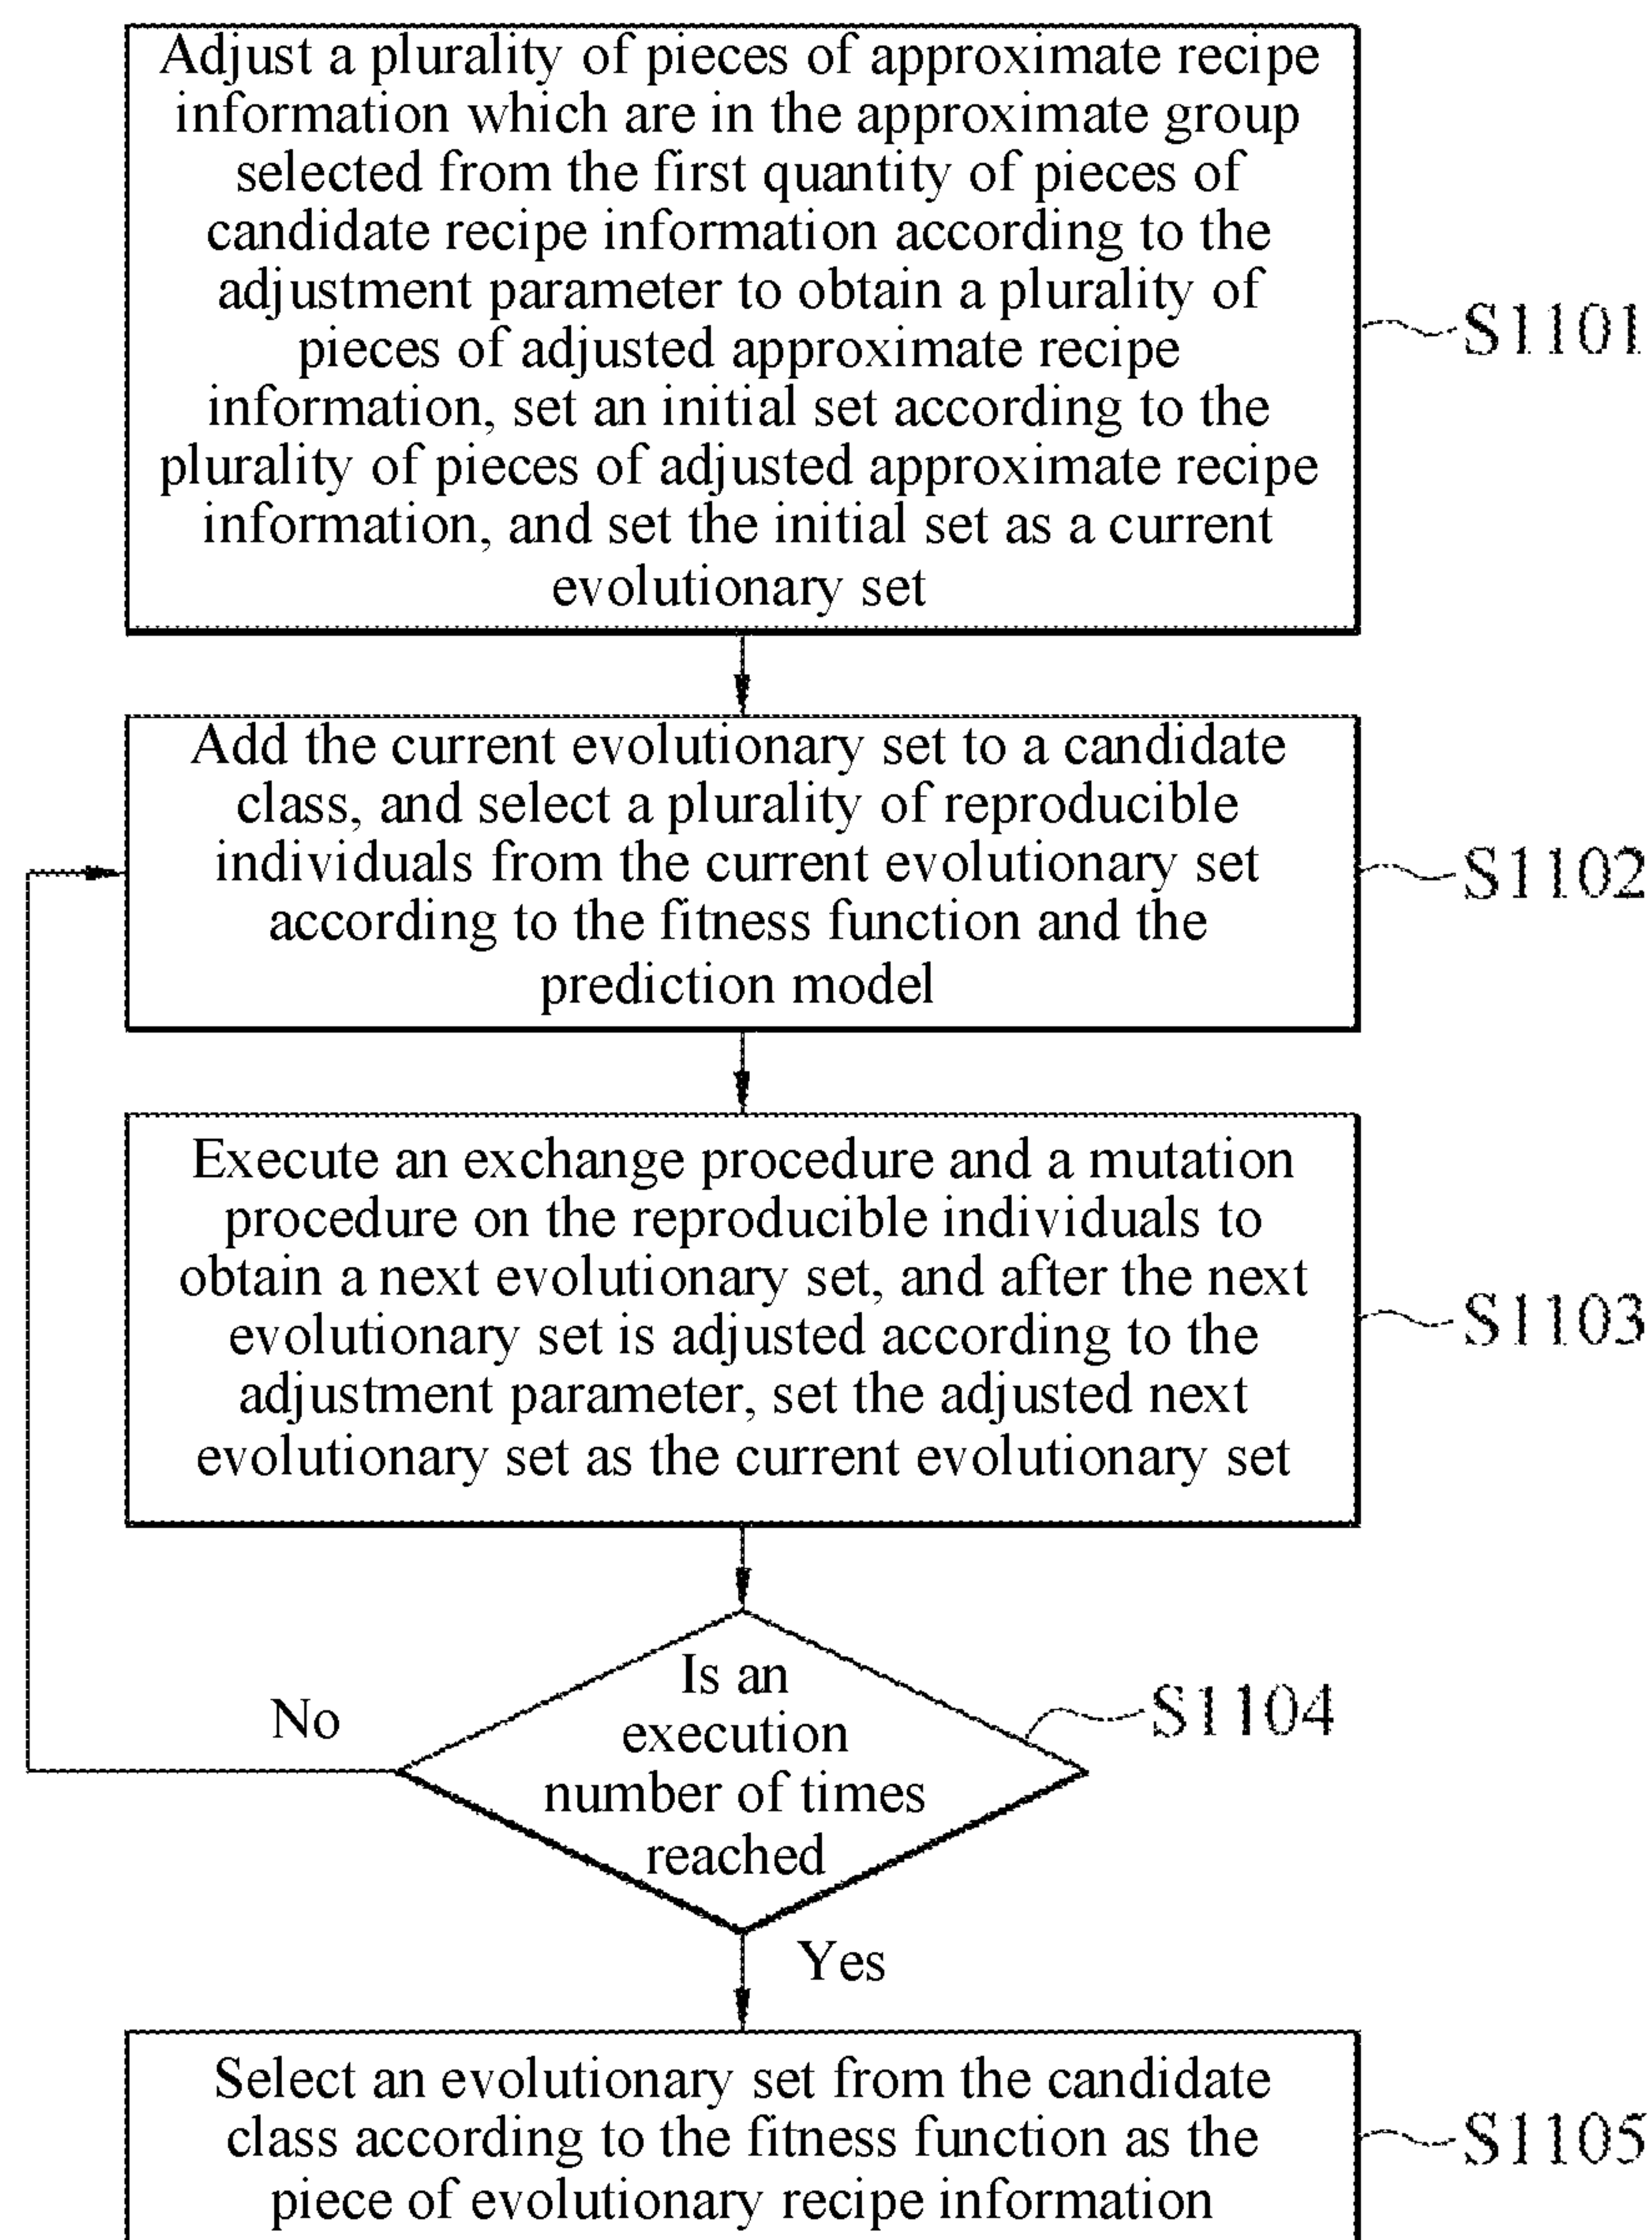 Adjust a plurality of pieces of approximate recipe
information which are in the approximate group
selected from the first quantity of pieces of
candidate recipe information according to the
adjustment parameter to obtain a plurality of
pieces of adjusted approximate recipe
information, set an initial set according to the
plurality of pieces of adjusted approximate recipe
information, and set the initial set as a current
evolutionary set
S1101
Add the current evolutionary set to a candidate
class, and select a plurality of reproducible
individuals from the current evolutionary set
according to the fitness function and the
prediction model
S1102
Execute an exchange procedure and a mutation
procedure on the reproducible individuals to
obtain a next evolutionary set, and after the next
evolutionary set is adjusted according to the
adjustment parameter, set the adjusted next
evolutionary set as the current evolutionary set
S1103
Is an
execution
number of times
reached
S1104
No
Yes
Select an evolutionary set from the candidate
class according to the fitness function as the
piece of evolutionary recipe information
S1105